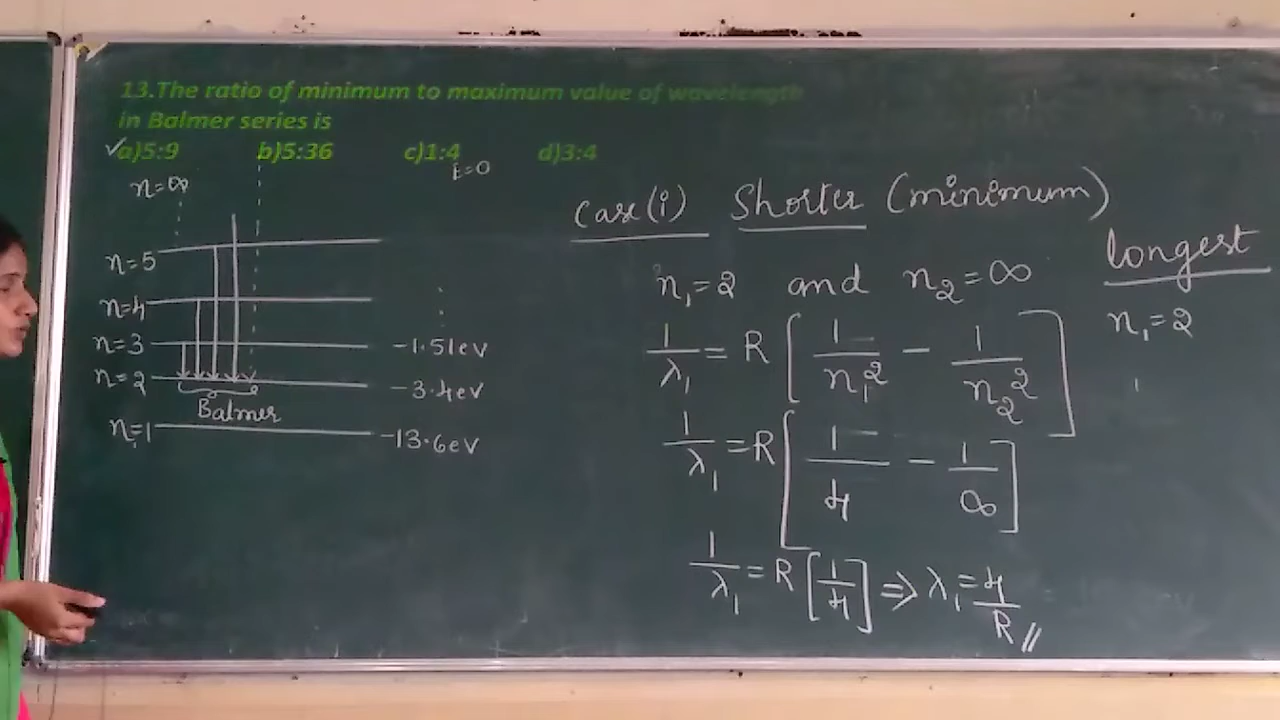 13.The ratio of minimum to maximum value of wavelength
in Balmer series is
✓a)5:9 b)5:36 c)1:4 d)3:4
n=∞ E=0
n=5
n=4
n=3 -1.51eV
n=2 -3.4eV
Balmer
n=1 -13.6eV
Case(i) Shorter (minimum)
n₁=2 and n₂=∞
1/λ₁ = R [1/n₁² - 1/n₂²]
1/λ₁ = R [1/4 - 1/∞]
1/λ₁ = R [1/4] ⇒ λ₁ = 4/R //
longest
n₁=2